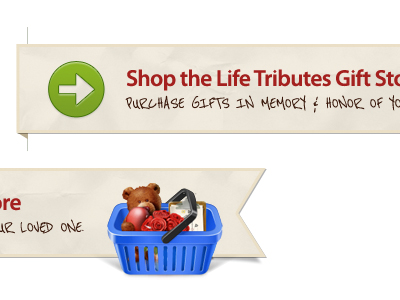 Shop the Life Tributes Gift Sto
PURCHASE GIFTS IN MEMORY & HONOR OF YO
ore
UR LOVED ONE.